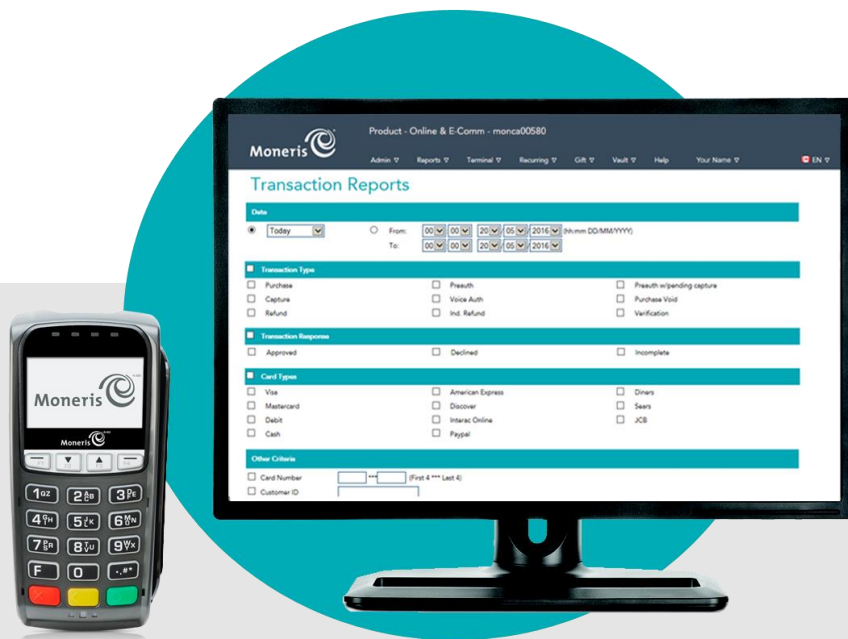 Product - Online & E-Comm - monca00580
Moneris
Admin Reports Terminal Recurring Gift Vault Help Your Name EN
Transaction Reports
Date
Today From: 00 00 20 / 05 / 2016 (hh:mm DD/MM/YYYY)
To: 00 00 20 / 05 / 2016
Transaction Type
Purchase Preauth Preauth w/pending capture
Capture Voice Auth Purchase Void
Refund Ind. Refund Verification
Transaction Response
Approved Declined Incomplete
Card Types
Visa American Express Diners
Mastercard Discover Sears
Debit Interac Online JCB
Cash Paypal
Other Criteria
Card Number *** (First 4 *** Last 4)
Customer ID
Moneris
Moneris
F1 F4
1 QZ 2 AB 3
4 5 6
7 8 9
F 0 .,#*